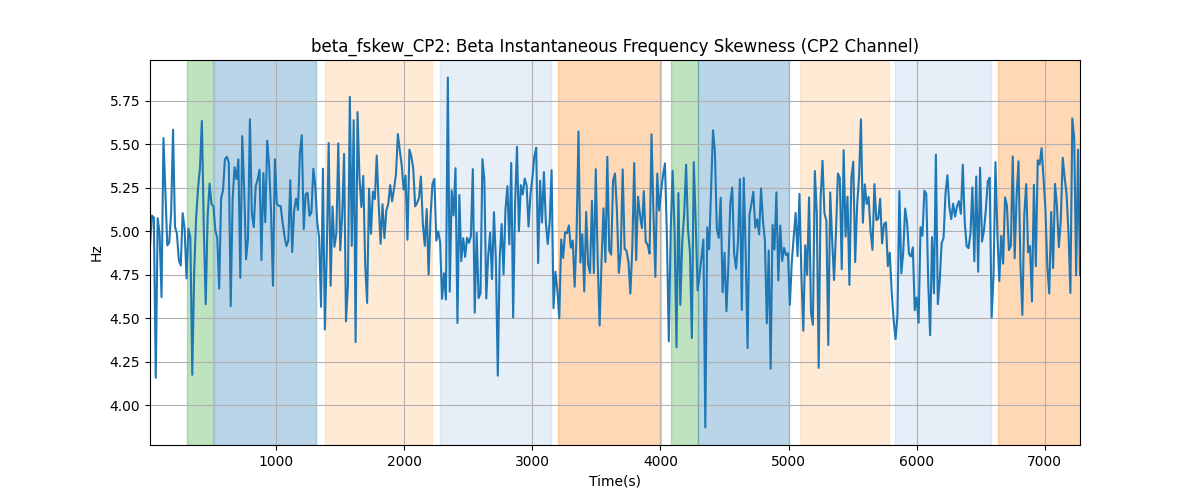 beta_fskew_CP2: Beta Instantaneous Frequency Skewness (CP2 Channel)
Hz
5.75
5.50
5.25
5.00
4.75
4.50
4.25
4.00
1000 2000 3000 4000 5000 6000 7000
Time(s)